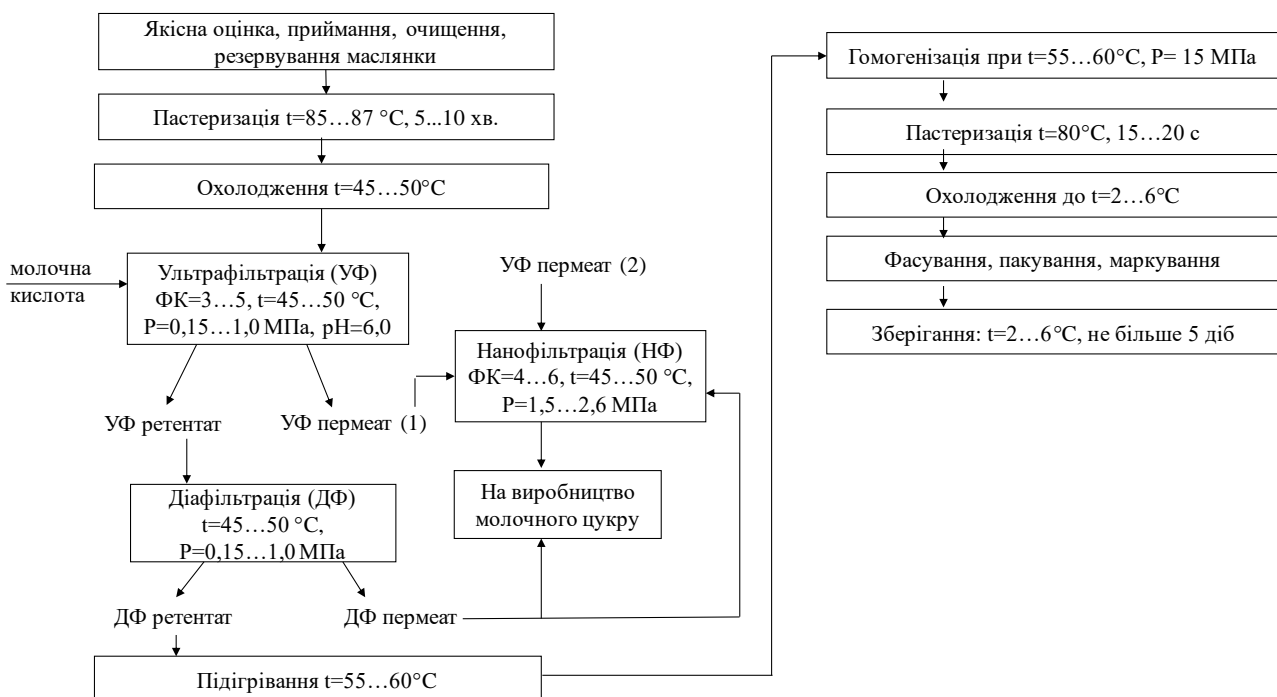 Якісна оцінка, приймання, очищення,
резервування маслянки
Пастеризація t=85…87 °C, 5...10 хв.
Охолодження t=45…50°C
молочна
кислота
Ультрафільтрація (УФ)
ФК=3…5, t=45…50 °C,
P=0,15…1,0 МПа, pH=6,0
УФ ретентат
УФ пермеат (1)
УФ пермеат (2)
Нанофільтрація (НФ)
ФК=4…6, t=45…50 °C,
P=1,5…2,6 МПа
На виробництво
молочного цукру
Діафільтрація (ДФ)
t=45…50 °C,
P=0,15…1,0 МПа
ДФ ретентат
ДФ пермеат
Підігрівання t=55…60°C
Гомогенізація при t=55…60°C, P= 15 МПа
Пастеризація t=80°C, 15…20 с
Охолодження до t=2…6°C
Фасування, пакування, маркування
Зберігання: t=2…6°C, не більше 5 діб